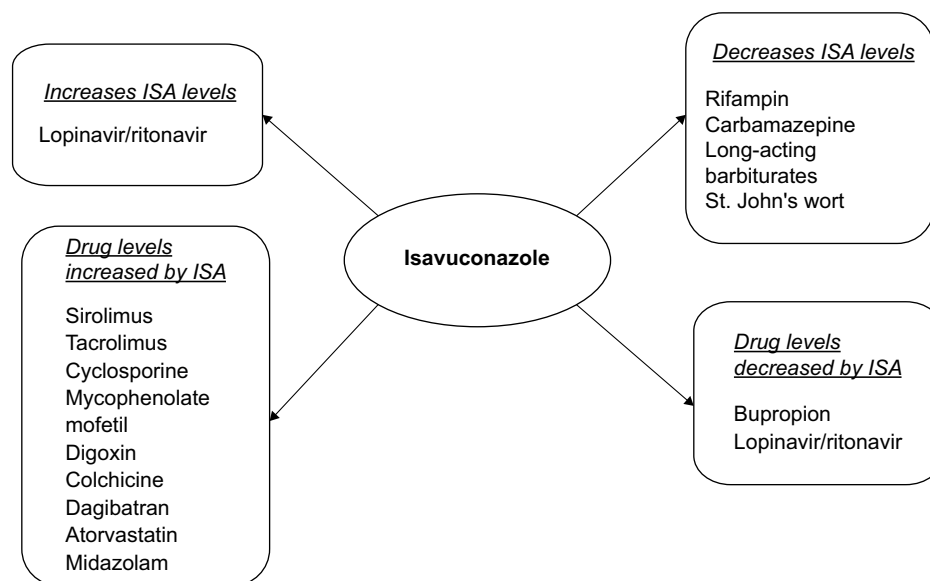 Increases ISA levels
Lopinavir/ritonavir
Decreases ISA levels
Rifampin
Carbamazepine
Long-acting
barbiturates
St. John's wort
Isavuconazole
Drug levels
increased by ISA
Sirolimus
Tacrolimus
Cyclosporine
Mycophenolate
mofetil
Digoxin
Colchicine
Dagibatran
Atorvastatin
Midazolam
Drug levels
decreased by ISA
Bupropion
Lopinavir/ritonavir